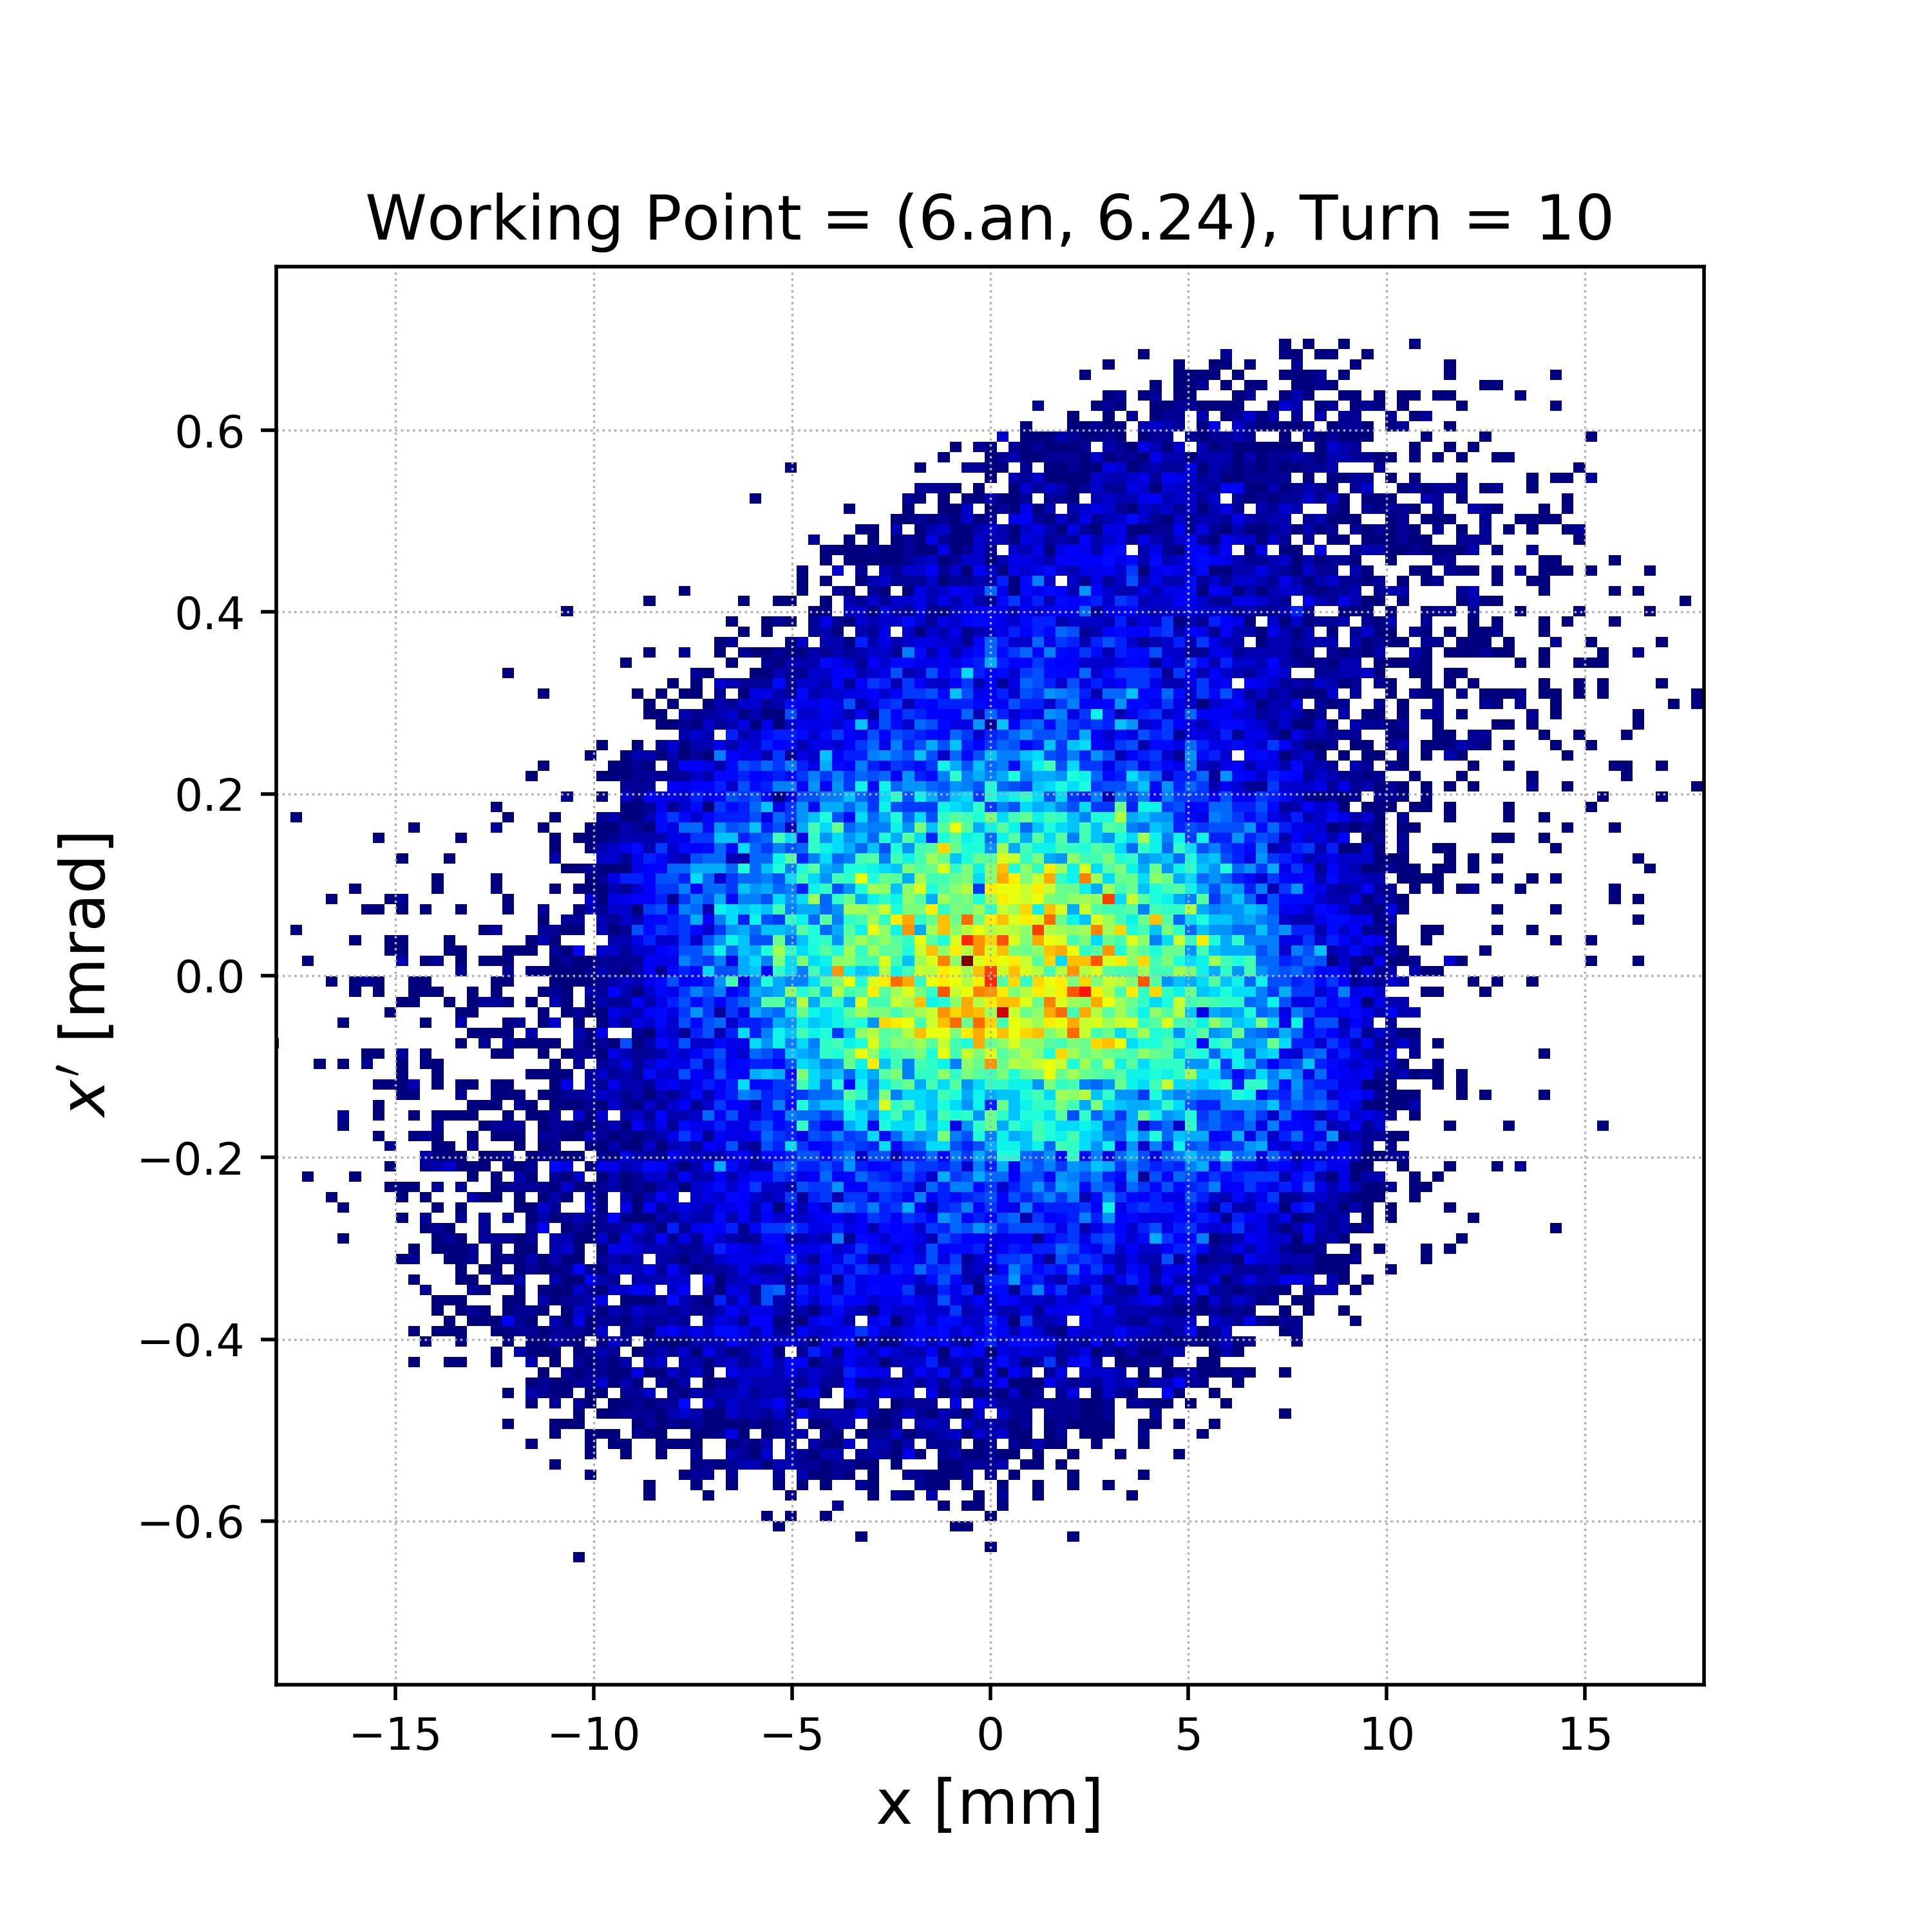 Working Point = (6.an, 6.24), Turn = 10
0.6
0.4
0.2
0.0
−0.2
−0.4
−0.6
x′ [mrad]
−15 −10 −5 0 5 10 15
x [mm]